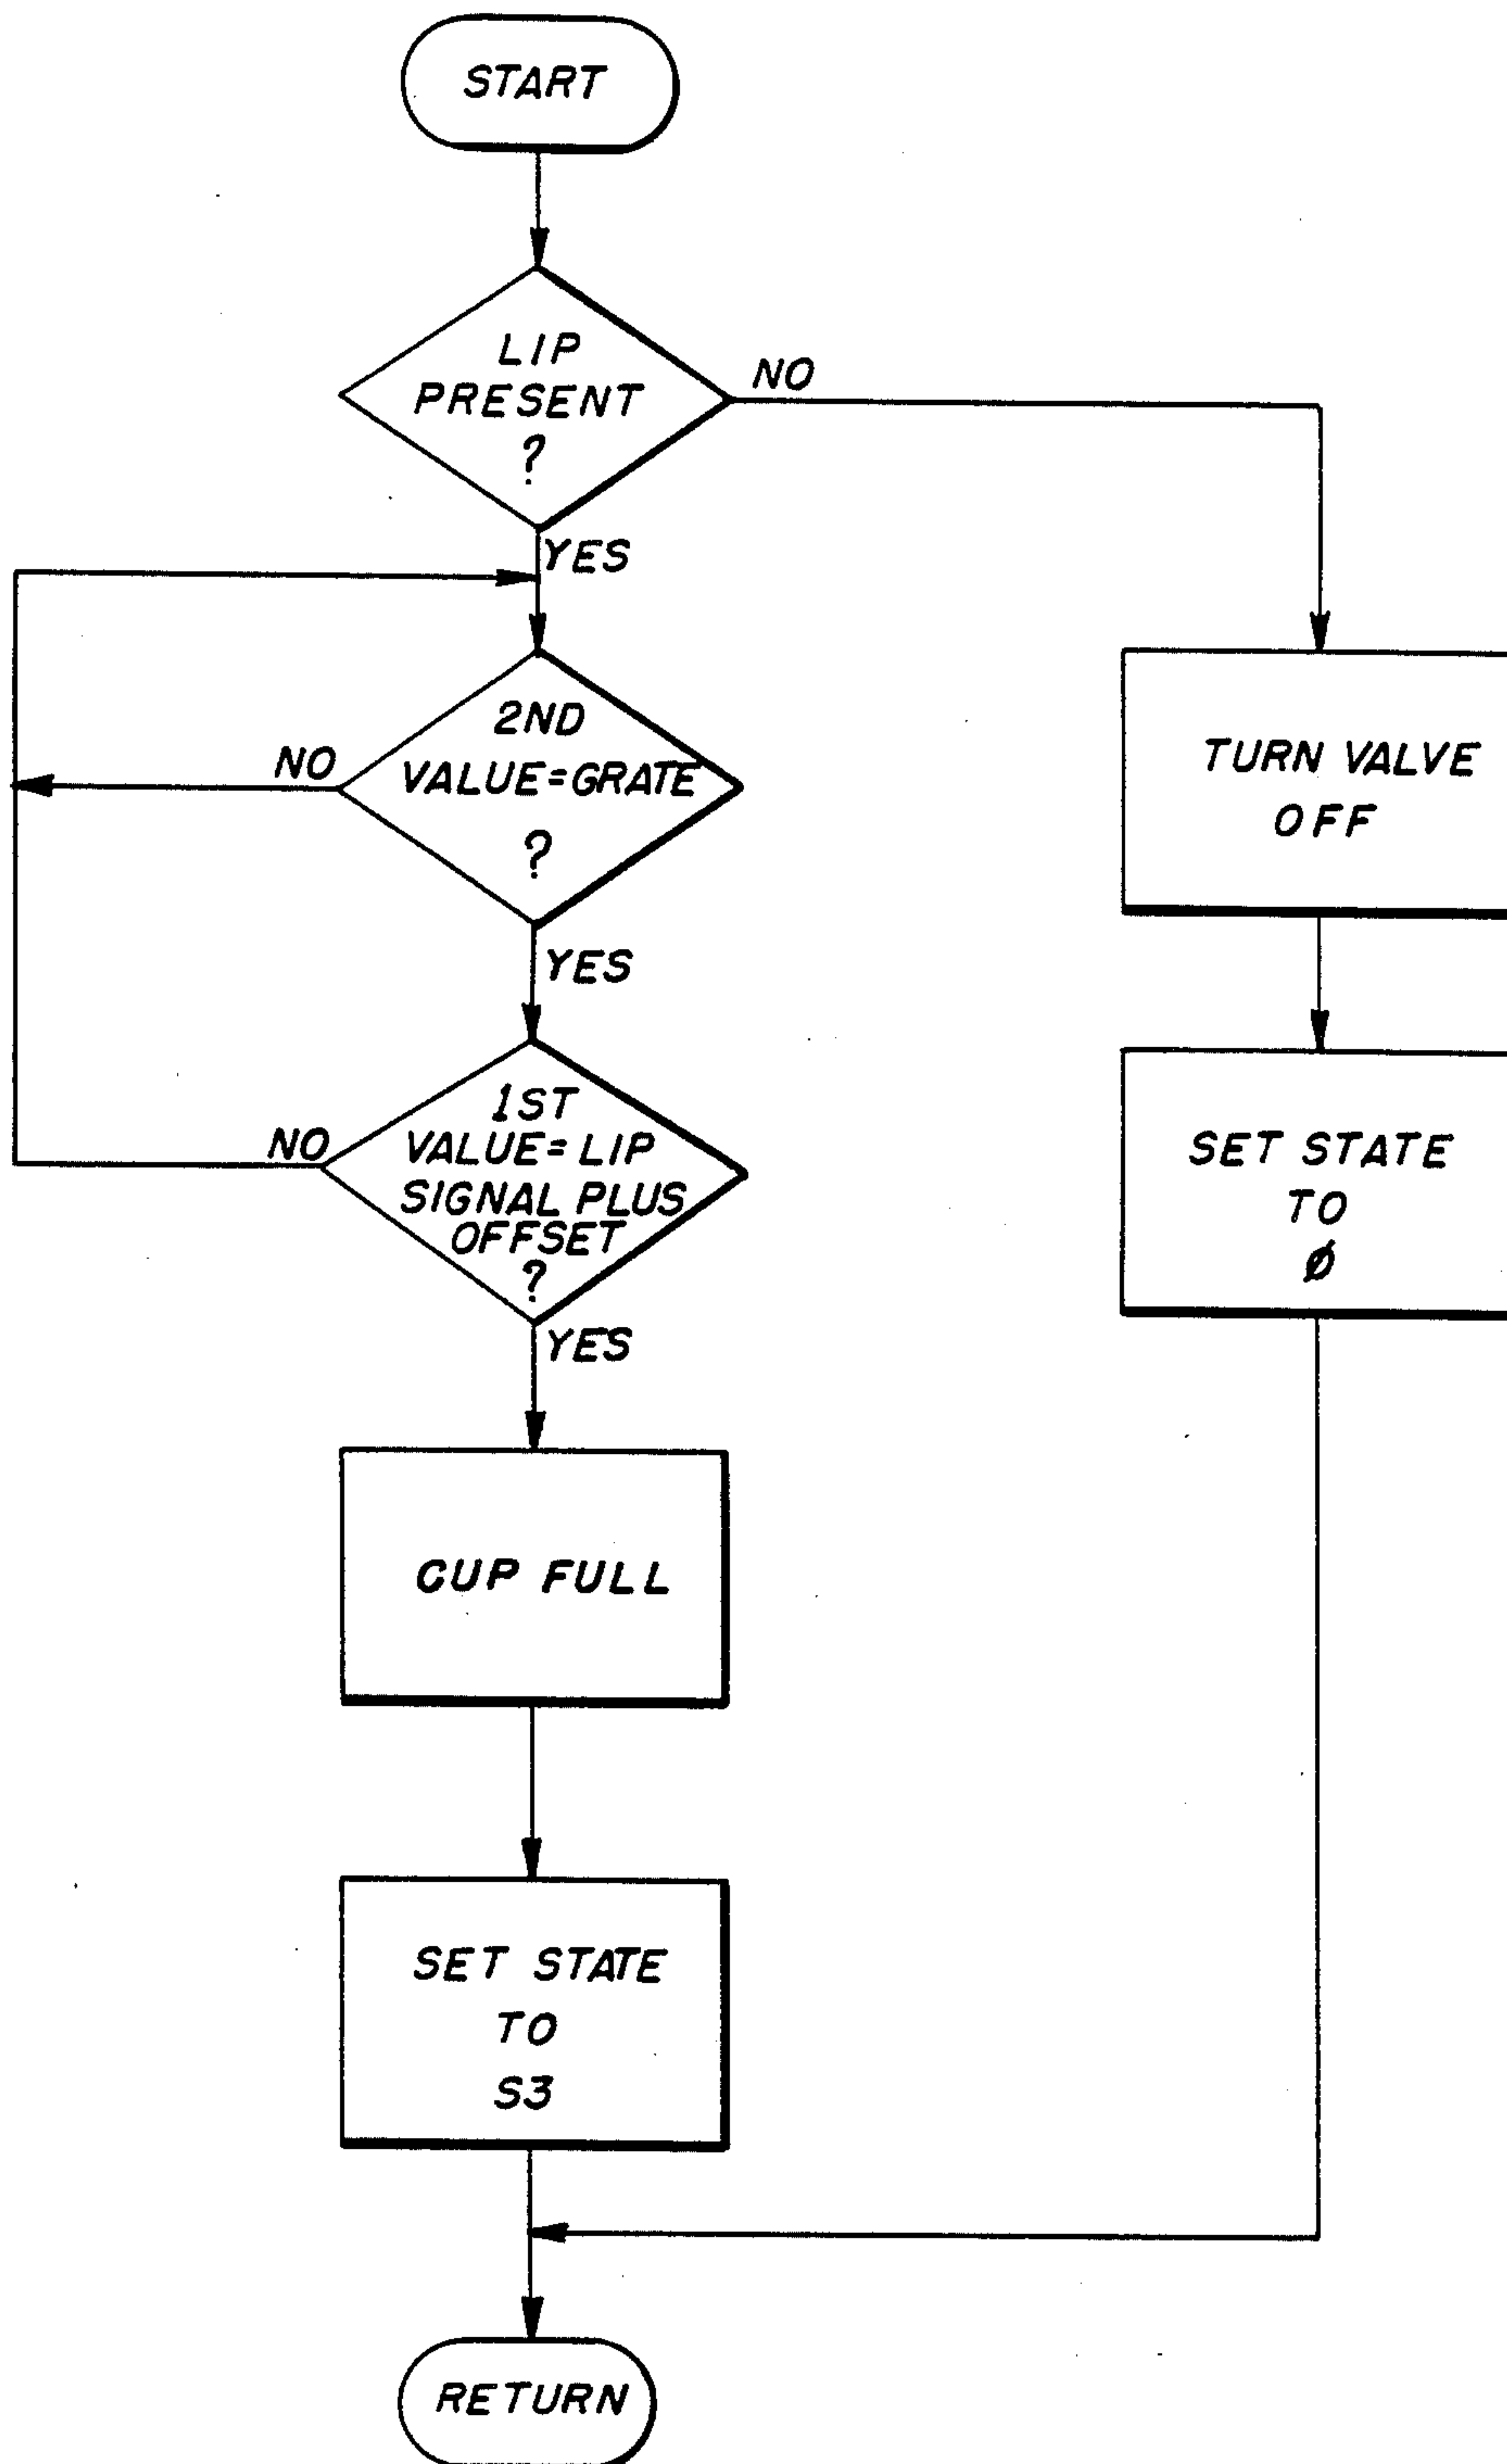 START
LIP
PRESENT
?
NO
YES
2ND
VALUE=GRATE
?
NO
YES
TURN VALVE
OFF
1ST
VALUE=LIP
SIGNAL PLUS
OFFSET
?
NO
YES
SET STATE
TO
Ø
CUP FULL
SET STATE
TO
S3
RETURN